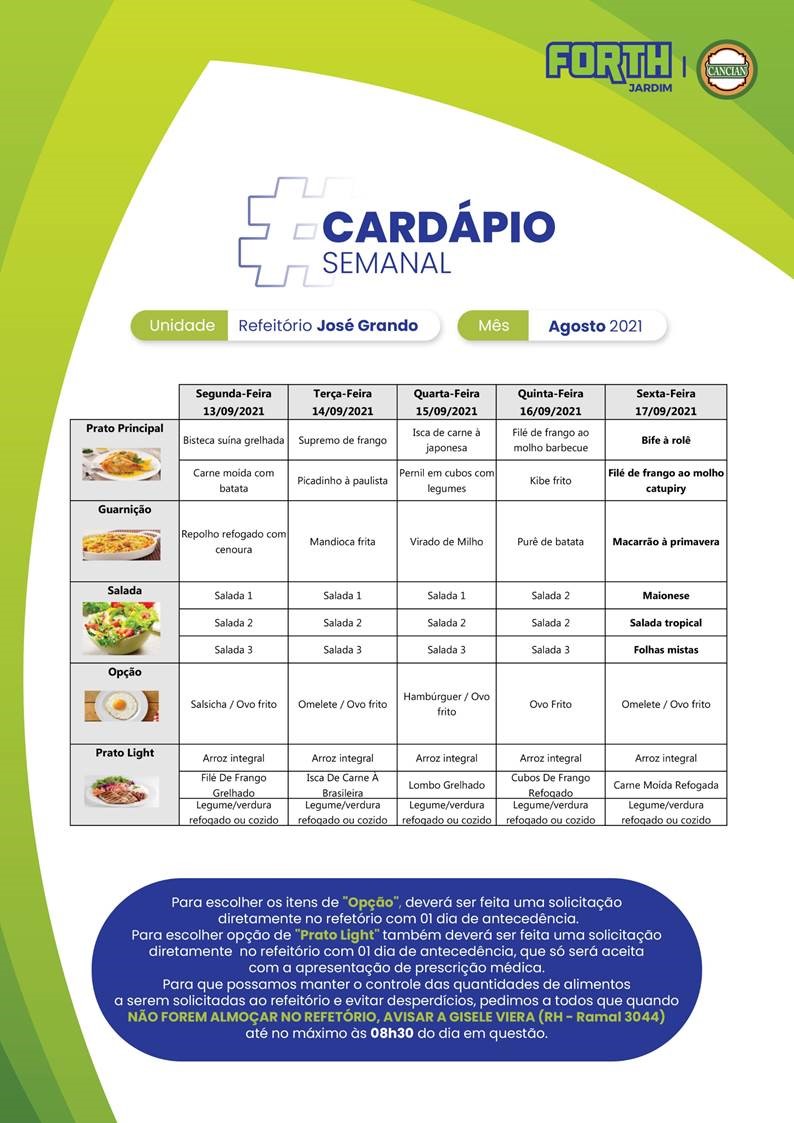 FORTH
JARDIM
CANCIAN
#CARDÁPIO
SEMANAL
Unidade Refeitório José Grando Mês Agosto 2021
Segunda-Feira Terça-Feira Quarta-Feira Quinta-Feira Sexta-Feira
13/09/2021 14/09/2021 15/09/2021 16/09/2021 17/09/2021
Prato Principal
Bisteca suína grelhada Supremo de frango Isca de carne à japonesa Filé de frango ao molho barbecue Bife à rolê
Carne moída com batata Picadinho à paulista Pernil em cubos com legumes Kibe frito Filé de frango ao molho catupiry
Guarnição
Repolho refogado com cenoura Mandioca frita Virado de Milho Purê de batata Macarrão à primavera
Salada
Salada 1 Salada 1 Salada 1 Salada 2 Maionese
Salada 2 Salada 2 Salada 2 Salada 2 Salada tropical
Salada 3 Salada 3 Salada 3 Salada 3 Folhas mistas
Opção
Salsicha / Ovo frito Omelete / Ovo frito Hambúrguer / Ovo frito Ovo Frito Omelete / Ovo frito
Prato Light
Arroz integral Arroz integral Arroz integral Arroz integral Arroz integral
Filé De Frango Grelhado Isca De Carne À Brasileira Lombo Grelhado Cubos De Frango Refogado Carne Moida Refogada
Legume/verdura refogado ou cozido Legume/verdura refogado ou cozido Legume/verdura refogado ou cozido Legume/verdura refogado ou cozido Legume/verdura refogado ou cozido
Para escolher os itens de "Opção", deverá ser feita uma solicitação
diretamente no refetório com 01 dia de antecedência.
Para escolher opção de "Prato Light" também deverá ser feita uma solicitação
diretamente no refeitório com 01 dia de antecedência, que só será aceita
com a apresentação de prescrição médica.
Para que possamos manter o controle das quantidades de alimentos
a serem solicitadas ao refeitório e evitar desperdícios, pedimos a todos que quando
NÃO FOREM ALMOÇAR NO REFETÓRIO, AVISAR A GISELE VIERA (RH - Ramal 3044)
até no máximo às 08h30 do dia em questão.